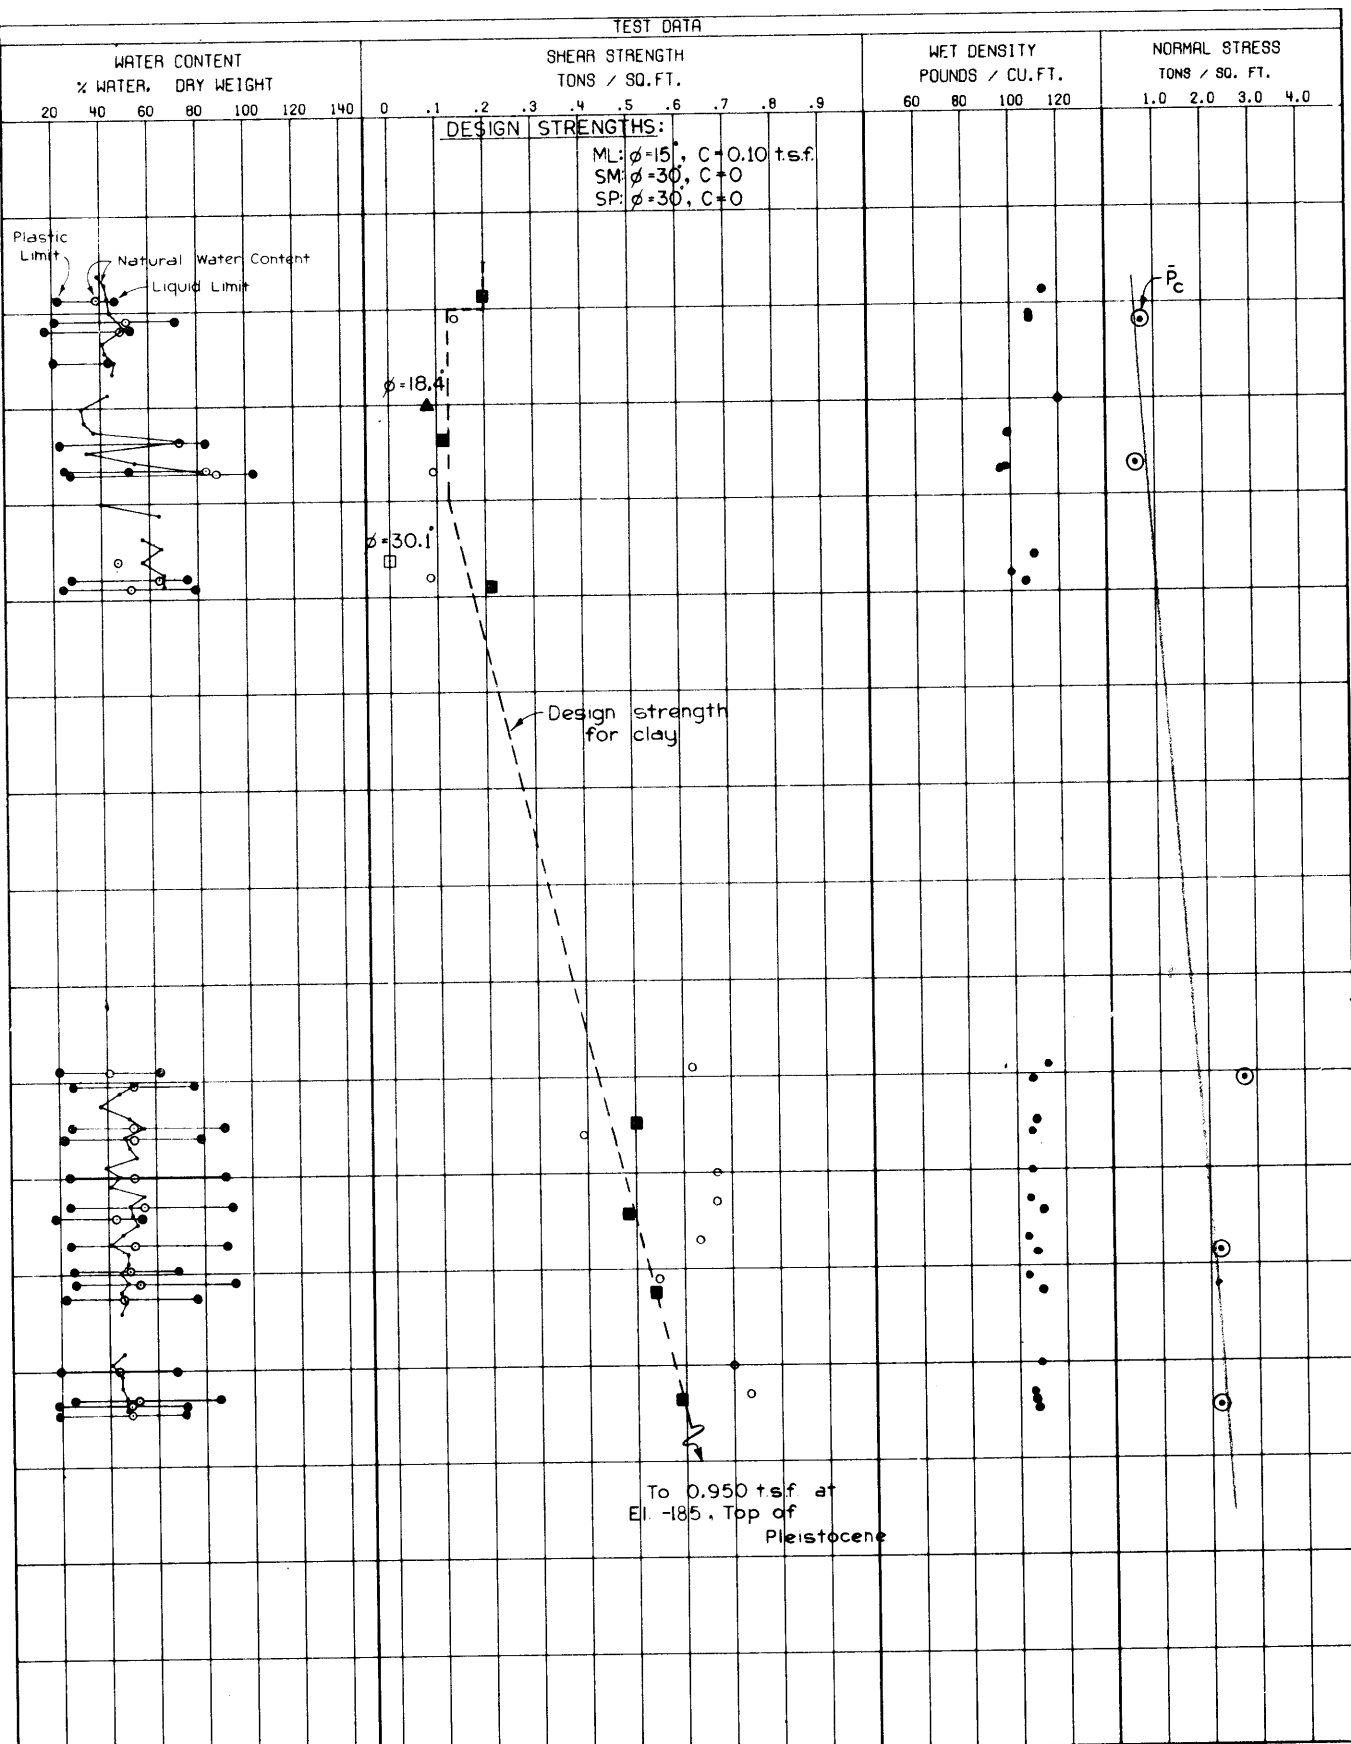 TEST DATA
WATER CONTENT
% WATER, DRY WEIGHT
20 40 60 80 100 120 140
SHEAR STRENGTH
TONS / SQ.FT.
0 .1 .2 .3 .4 .5 .6 .7 .8 .9
WET DENSITY
POUNDS / CU.FT.
60 80 100 120
NORMAL STRESS
TONS / SQ. FT.
1.0 2.0 3.0 4.0
DESIGN STRENGTHS:
ML: ϕ=15°, C=0.10 t.s.f.
SM: ϕ=30°, C=0
SP: ϕ=30°, C=0
Plastic
Limit
Natural Water Content
Liquid Limit
P̄c
ϕ=18.4°
ϕ=30.1°
Design strength
for clay
To 0.950 t.s.f. at
El. -185, Top of
Pleistocene